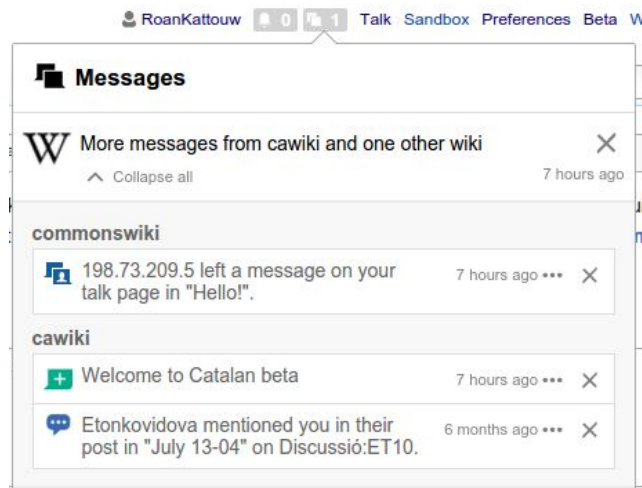 RoanKattouw 0 1 Talk Sandbox Preferences Beta W
Messages
W More messages from cawiki and one other wiki
Collapse all 7 hours ago
commonswiki
198.73.209.5 left a message on your
talk page in "Hello!".
7 hours ago •••
cawiki
Welcome to Catalan beta 7 hours ago •••
Etonkovidova mentioned you in their
post in "July 13-04" on Discussió:ET10.
6 months ago •••